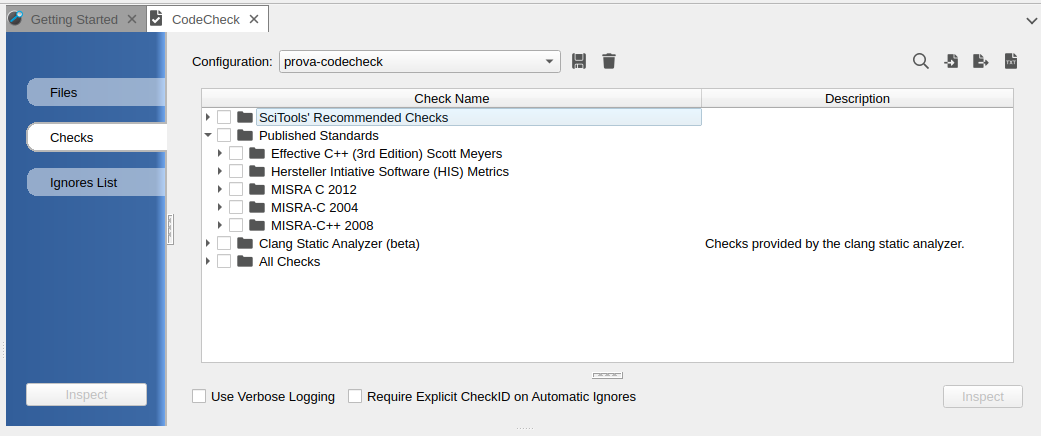 Getting Started
CodeCheck
Configuration: prova-codecheck
Files
Checks
Ignores List
Check Name Description
SciTools' Recommended Checks
Published Standards
Effective C++ (3rd Edition) Scott Meyers
Hersteller Intiative Software (HIS) Metrics
MISRA C 2012
MISRA-C 2004
MISRA-C++ 2008
Clang Static Analyzer (beta) Checks provided by the clang static analyzer.
All Checks
Inspect
Use Verbose Logging Require Explicit CheckID on Automatic Ignores Inspect
TXT